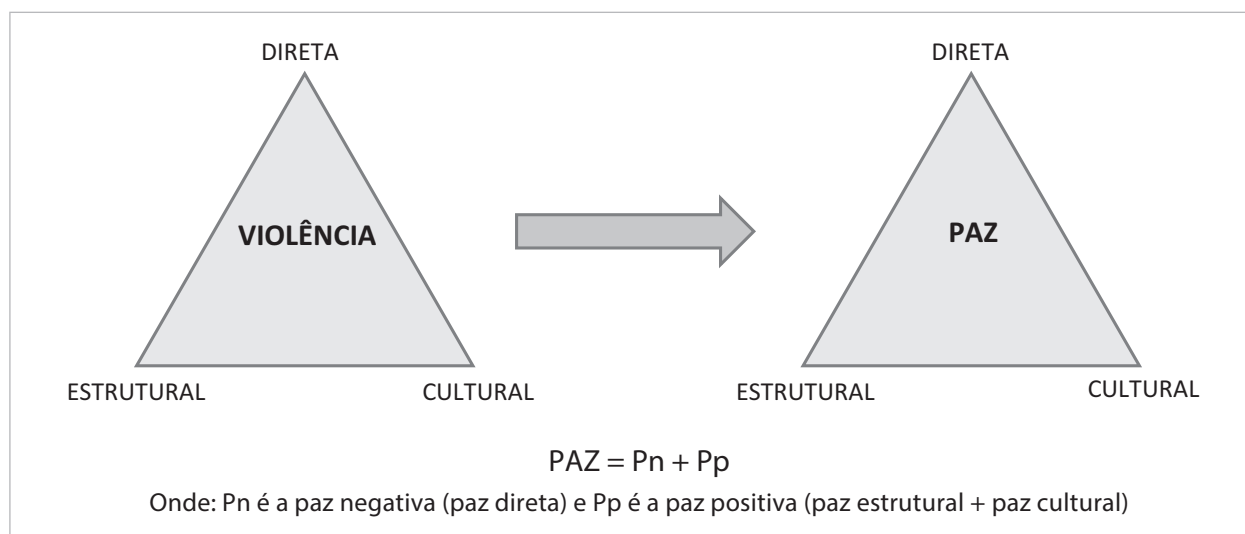 DIRETA
DIRETA
VIOLÊNCIA
PAZ
ESTRUTURAL
CULTURAL
ESTRUTURAL
CULTURAL
PAZ = Pn + Pp
Onde: Pn é a paz negativa (paz direta) e Pp é a paz positiva (paz estrutural + paz cultural)